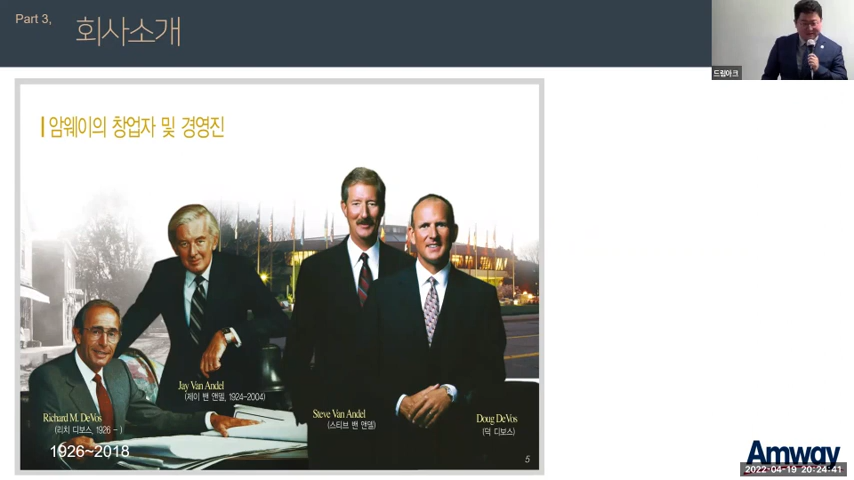 Part 3,
회사소개
드림아크
암웨이의 창업자 및 경영진
Jay Van Andel
(제이 밴 앤델, 1924~2004)
Richard M. DeVos
(리치 디보스, 1926 ~ )
1926~2018
Steve Van Andel
(스티브 밴 앤델)
Doug DeVos
(덕 디보스)
5
Amway
2022-04-19 20:24:41